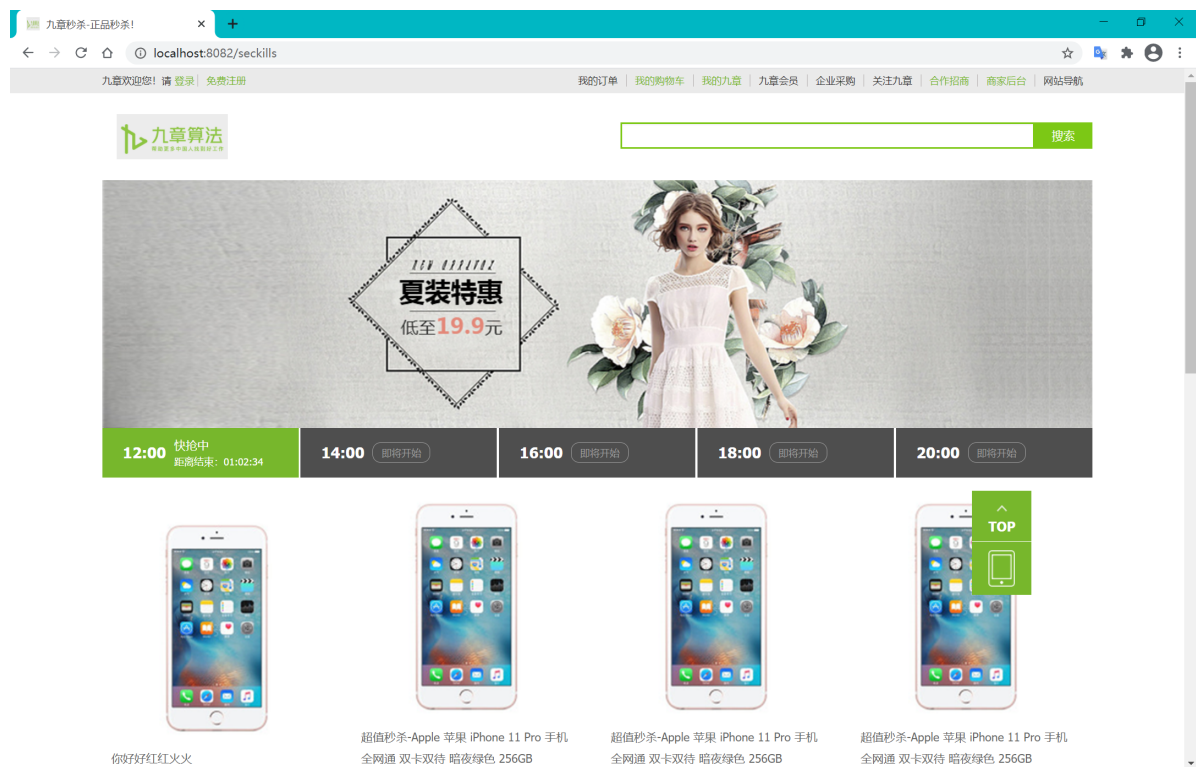 九章秒杀-正品秒杀!
localhost:8082/seckills
九章欢迎您! 请 登录 免费注册
我的订单 我的购物车 我的九章 九章会员 企业采购 关注九章 合作招商 商家后台 网站导航
九章算法
搜索
夏装特惠
低至19.9元
12:00 快抢中
距离结束: 01:02:34
14:00 即将开始
16:00 即将开始
18:00 即将开始
20:00 即将开始
TOP
你好好红红火火
超值秒杀-Apple 苹果 iPhone 11 Pro 手机
全网通 双卡双待 暗夜绿色 256GB
超值秒杀-Apple 苹果 iPhone 11 Pro 手机
全网通 双卡双待 暗夜绿色 256GB
超值秒杀-Apple 苹果 iPhone 11 Pro 手机
全网通 双卡双待 暗夜绿色 256GB